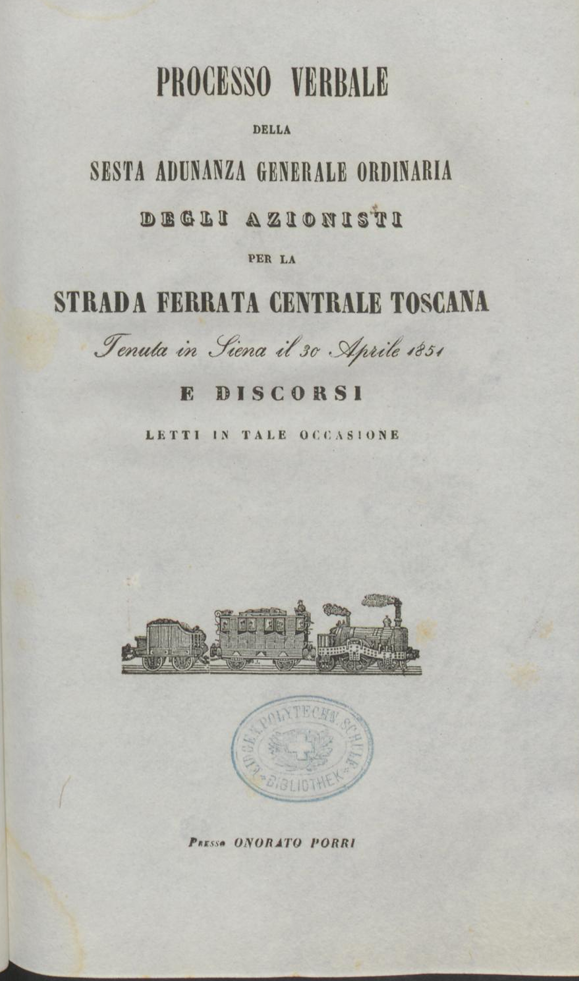 PROCESSO VERBALE
DELLA
SESTA ADUNANZA GENERALE ORDINARIA
DEGLI AZIONISTI
PER LA
STRADA FERRATA CENTRALE TOSCANA
Tenuta in Siena il 30 Aprile 1851
E DISCORSI
LETTI IN TALE OCCASIONE
EIDGEN. POLYTECHN. SCHULE
BIBLIOTHEK
Presso ONORATO PORRI